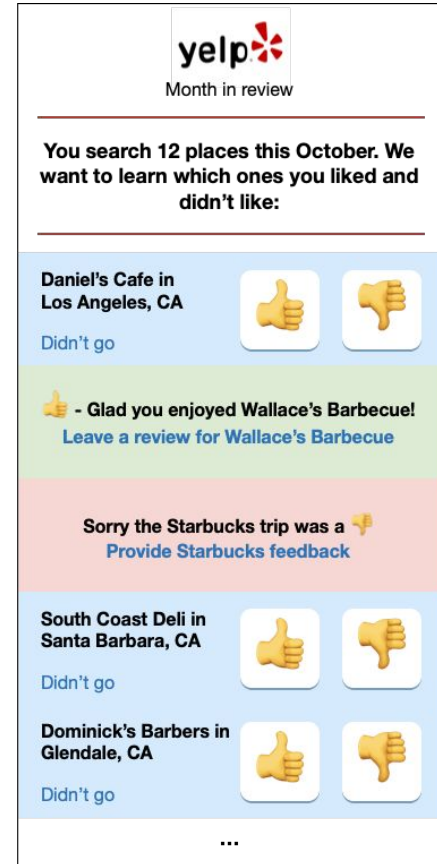 yelp
Month in review
You search 12 places this October. We
want to learn which ones you liked and
didn't like:
Daniel's Cafe in
Los Angeles, CA
Didn't go
👍 - Glad you enjoyed Wallace's Barbecue!
Leave a review for Wallace's Barbecue
Sorry the Starbucks trip was a 👎
Provide Starbucks feedback
South Coast Deli in
Santa Barbara, CA
Didn't go
Dominick's Barbers in
Glendale, CA
Didn't go
...